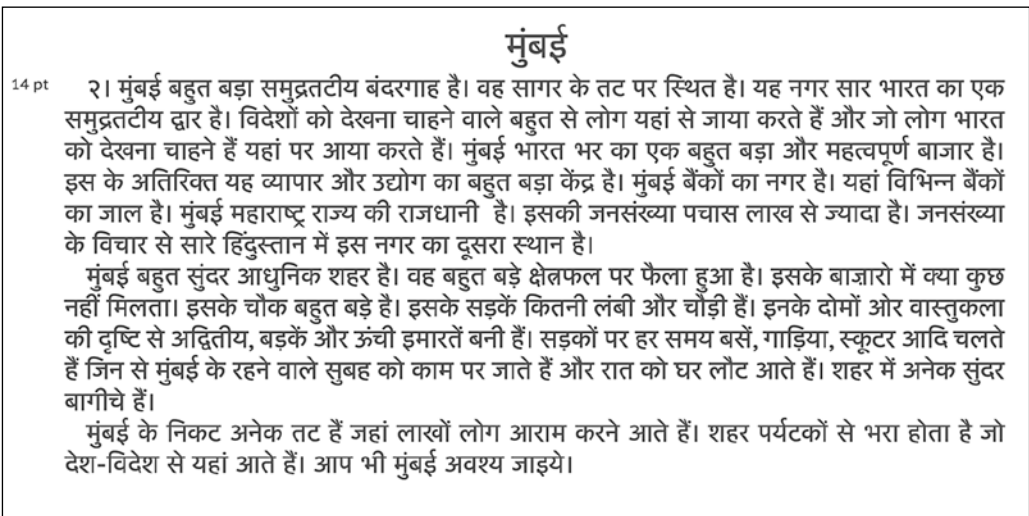 मुंबई
14 pt २। मुंबई बहुत बड़ा समुद्रतटीय बंदरगाह है। वह सागर के तट पर स्थित है। यह नगर सार भारत का एक
समुद्रतटीय द्वार है। विदेशों को देखना चाहने वाले बहुत से लोग यहां से जाया करते हैं और जो लोग भारत
को देखना चाहने हैं यहां पर आया करते हैं। मुंबई भारत भर का एक बहुत बड़ा और महत्वपूर्ण बाजार है।
इस के अतिरिक्त यह व्यापार और उद्योग का बहुत बड़ा केंद्र है। मुंबई बैंकों का नगर है। यहां विभिन्न बैंकों
का जाल है। मुंबई महाराष्ट्र राज्य की राजधानी है। इसकी जनसंख्या पचास लाख से ज्यादा है। जनसंख्या
के विचार से सारे हिंदुस्तान में इस नगर का दूसरा स्थान है।
मुंबई बहुत सुंदर आधुनिक शहर है। वह बहुत बड़े क्षेत्रफल पर फैला हुआ है। इसके बाज़ारो में क्या कुछ
नहीं मिलता। इसके चौक बहुत बड़े है। इसके सड़कें कितनी लंबी और चौड़ी हैं। इनके दोमों ओर वास्तुकला
की दृष्टि से अद्वितीय, बड़कें और ऊंची इमारतें बनी हैं। सड़कों पर हर समय बसें, गाड़िया, स्कूटर आदि चलते
हैं जिन से मुंबई के रहने वाले सुबह को काम पर जाते हैं और रात को घर लौट आते हैं। शहर में अनेक सुंदर
बागीचे हैं।
मुंबई के निकट अनेक तट हैं जहां लाखों लोग आराम करने आते हैं। शहर पर्यटकों से भरा होता है जो
देश-विदेश से यहां आते हैं। आप भी मुंबई अवश्य जाइये।